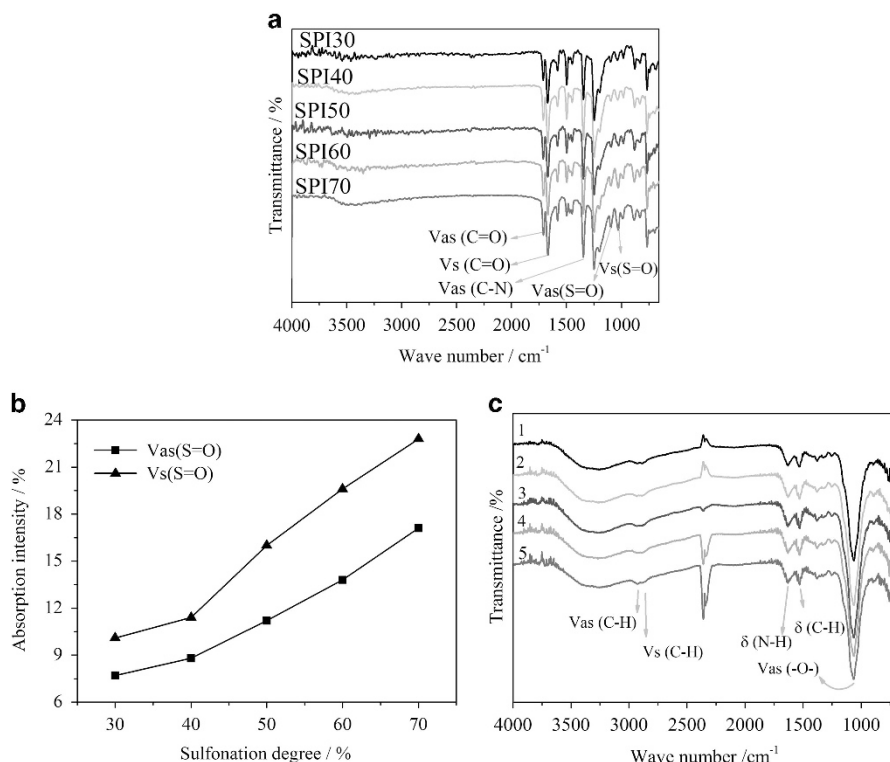 a
SPI30
SPI40
SPI50
SPI60
SPI70
Transmittance / %
Vas (C=O)
Vs (C=O)
Vas (C-N)
Vas(S=O)
Vs(S=O)
4000 3500 3000 2500 2000 1500 1000
Wave number / cm-1
b
Vas(S=O)
Vs(S=O)
Absorption intensity / %
24
21
18
15
12
9
6
30 40 50 60 70
Sulfonation degree / %
c
1
2
3
4
5
Transmittance /%
Vas (C-H)
Vs (C-H)
δ (N-H)
δ (C-H)
Vas (-O-)
4000 3500 3000 2500 2000 1500 1000
Wave number /cm-1